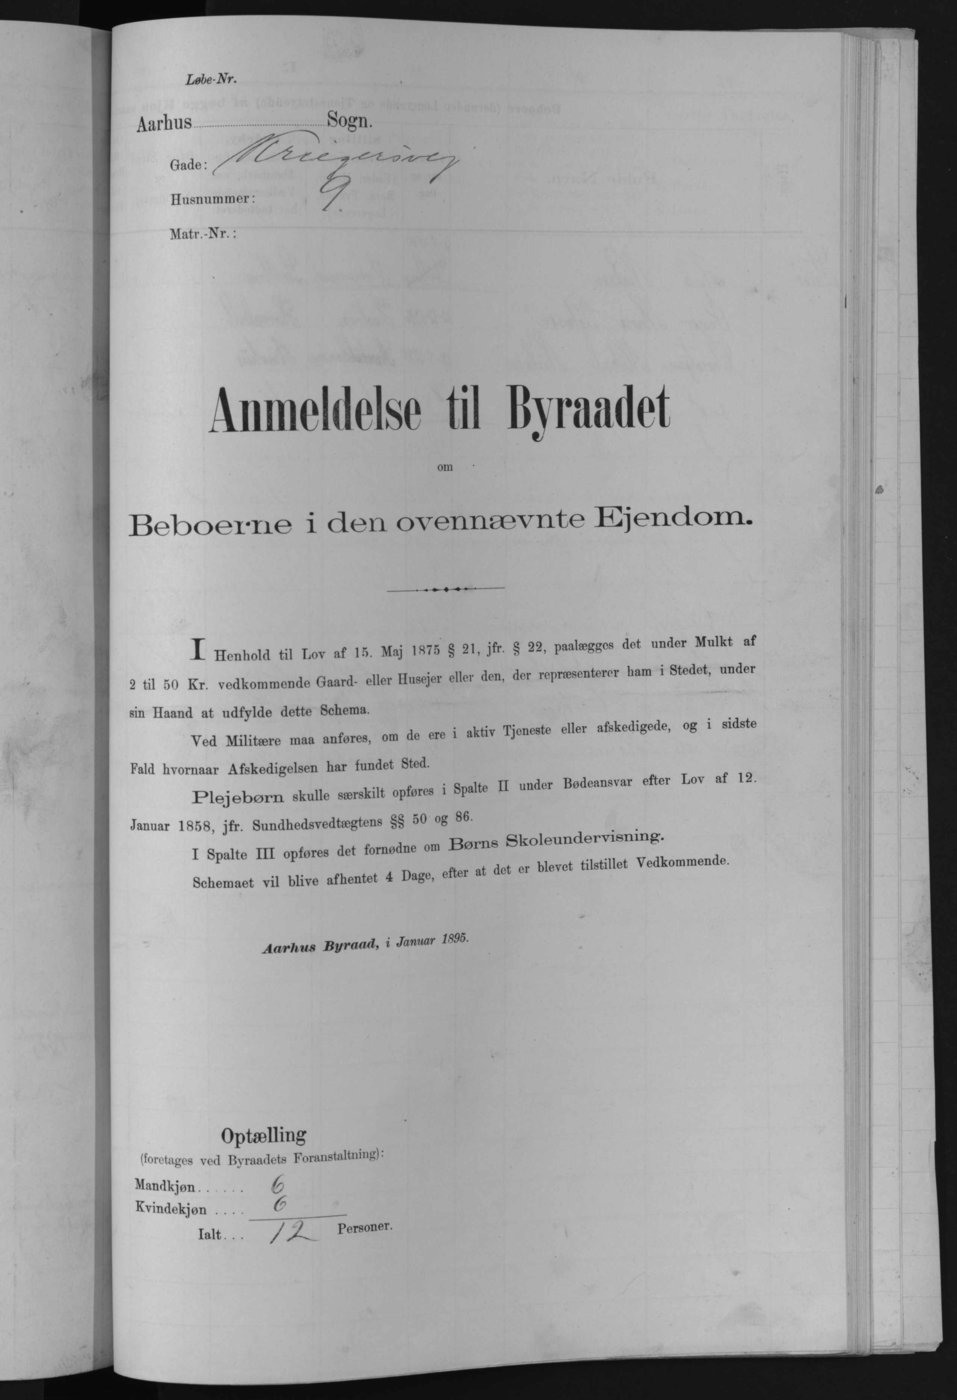 Løbe-Nr.
Aarhus Sogn.
Gade: Kriegersvej
Husnummer: 9.
Matr.-Nr.:
Anmeldelse til Byraadet
om
Beboerne i den ovennævnte Ejendom.
I Henhold til Lov af 15. Maj 1875 § 21, jfr. § 22, paalægges det under Mulkt af
2 til 50 Kr. vedkommende Gaard- eller Husejer eller den, der repræsenterer ham i Stedet, under
sin Haand at udfylde dette Schema.
Ved Militære maa anføres, om de ere i aktiv Tjeneste eller afskedigede, og i sidste
Fald hvornaar Afskedigelsen har fundet Sted.
Plejebørn skulle særskilt opføres i Spalte II under Bødeansvar efter Lov af 12.
Januar 1858, jfr. Sundhedsvedtægtens §§ 50 og 86.
I Spalte III opføres det fornødne om Børns Skoleundervisning.
Schemaet vil blive afhentet 4 Dage, efter at det er blevet tilstillet Vedkommende.
Aarhus Byraad, i Januar 1895.
Optælling
(foretages ved Byraadets Foranstaltning):
Mandkjøn...... 6
Kvindekjøn .... 6
Ialt... 12 Personer.